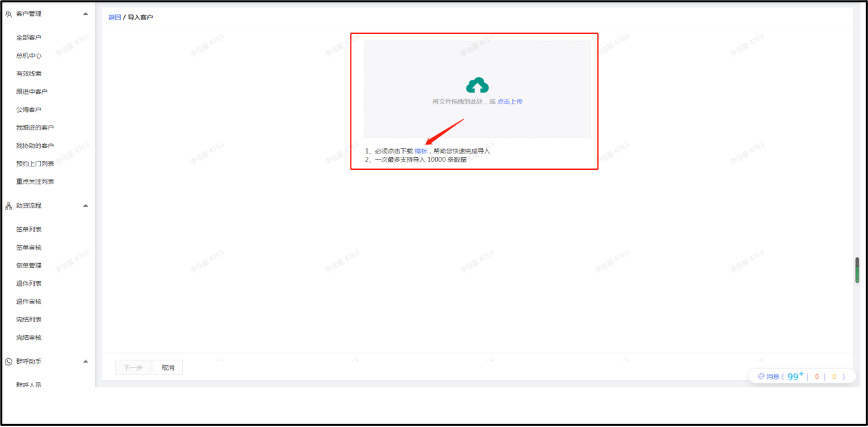 客户管理
全部客户
总机中心
有效线索
跟进中客户
公海客户
我跟进的客户
我协助的客户
预约上门列表
重点关注列表
助贷流程
签单列表
签单审核
做单管理
退件列表
退件审核
完结列表
完结审核
群呼助手
群呼人员
返回 / 导入客户
将文件拖拽到此处，或 点击上传
1、必须点击下载 模板，帮助您快速完成导入
2、一次最多支持导入 10000 条数据
下一步 取消
消息 ( 99+ | 0 | 0 )